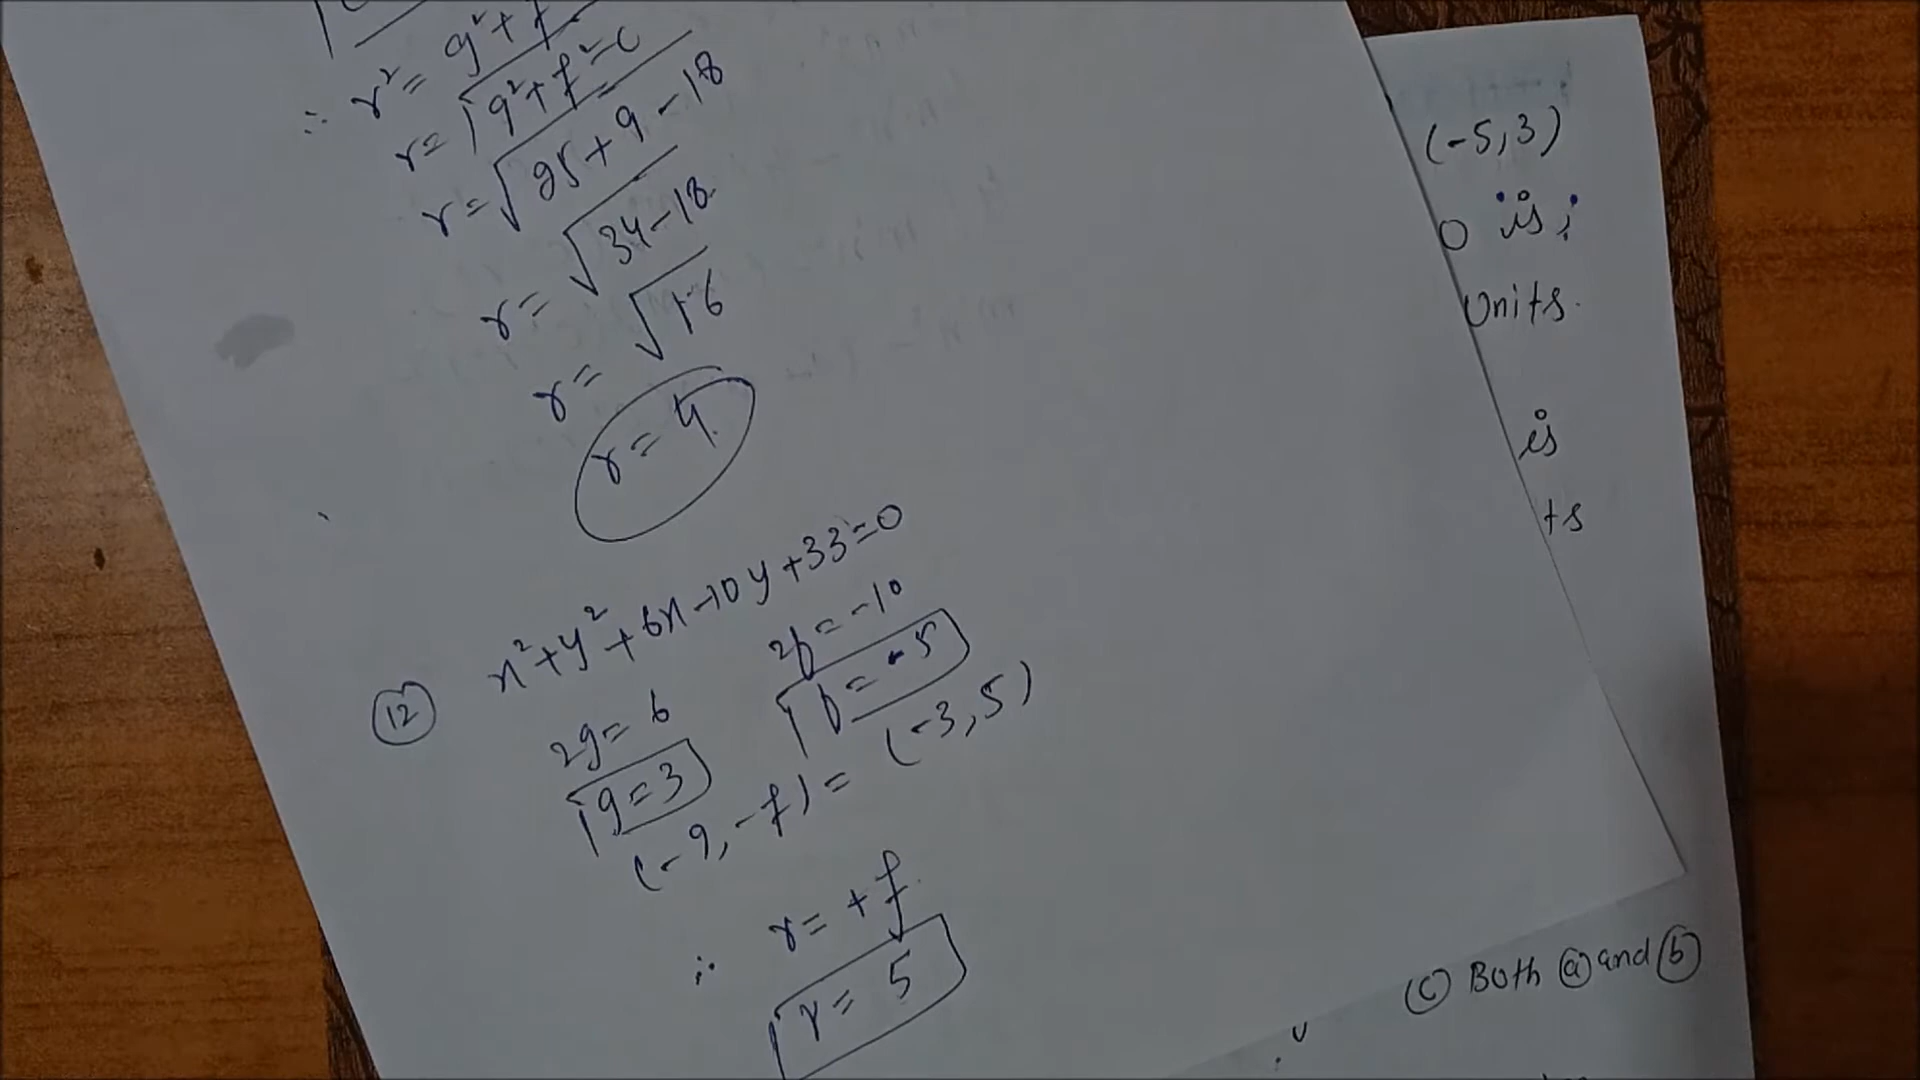 ∴ r² = g² + f
r = √g² + f² = c
r = √25 + 9 - 18
r = √34 - 18
r = √16
r = 4.
(12) x² + y² + 6x - 10y + 33 = 0
2g = 6 2f = -10
g = 3 f = -5
(-g, -f) = (-3, 5)
∴ r = + f
r = 5
(-5, 3)
0 is ;
Units.
is
ts
(C) Both (a) and (b)